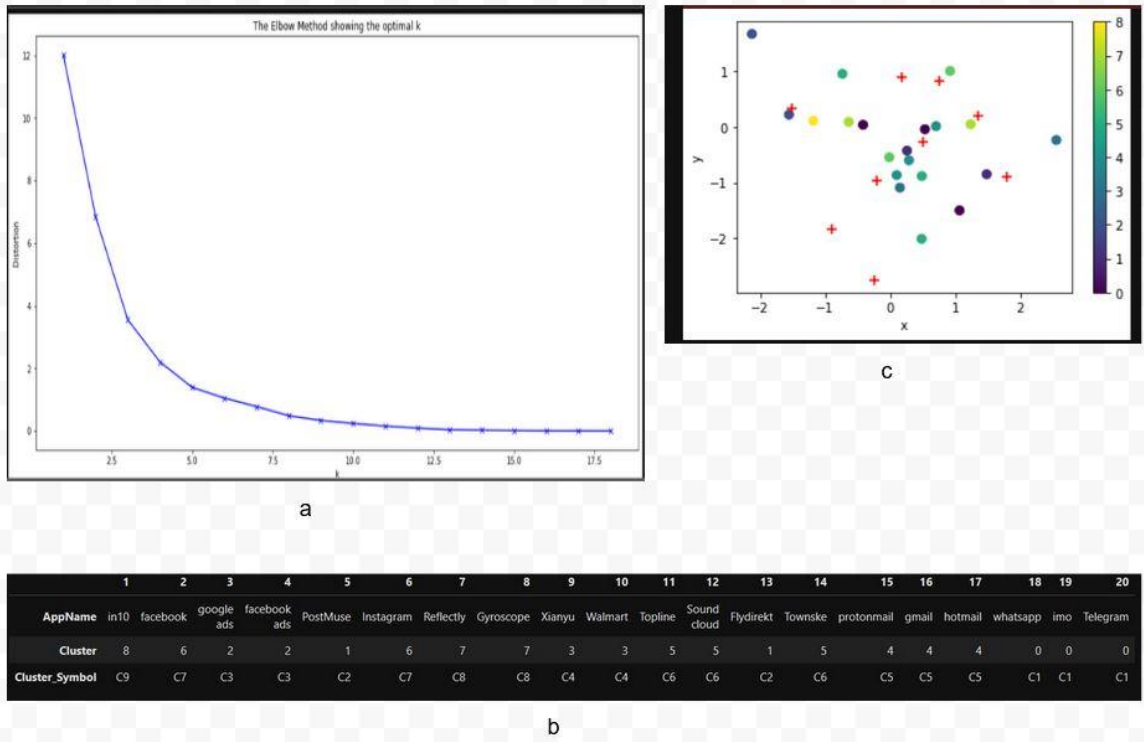 The Elbow Method showing the optimal k
12
10
8
6
4
2
0
Distortion
2.5 5.0 7.5 10.0 12.5 15.0 17.5
k
a
1
0
−1
−2
y
−2 −1 0 1 2
x
8
7
6
5
4
3
2
1
0
c
1 2 3 4 5 6 7 8 9 10 11 12 13 14 15 16 17 18 19 20
AppName in10 facebook google ads facebook ads PostMuse Instagram Reflectly Gyroscope Xianyu Walmart Topline Sound cloud Flydirekt Townske protonmail gmail hotmail whatsapp imo Telegram
Cluster 8 6 2 2 1 6 7 7 3 3 5 5 1 5 4 4 4 0 0 0
Cluster_Symbol C9 C7 C3 C3 C2 C7 C8 C8 C4 C4 C6 C6 C2 C6 C5 C5 C5 C1 C1 C1
b